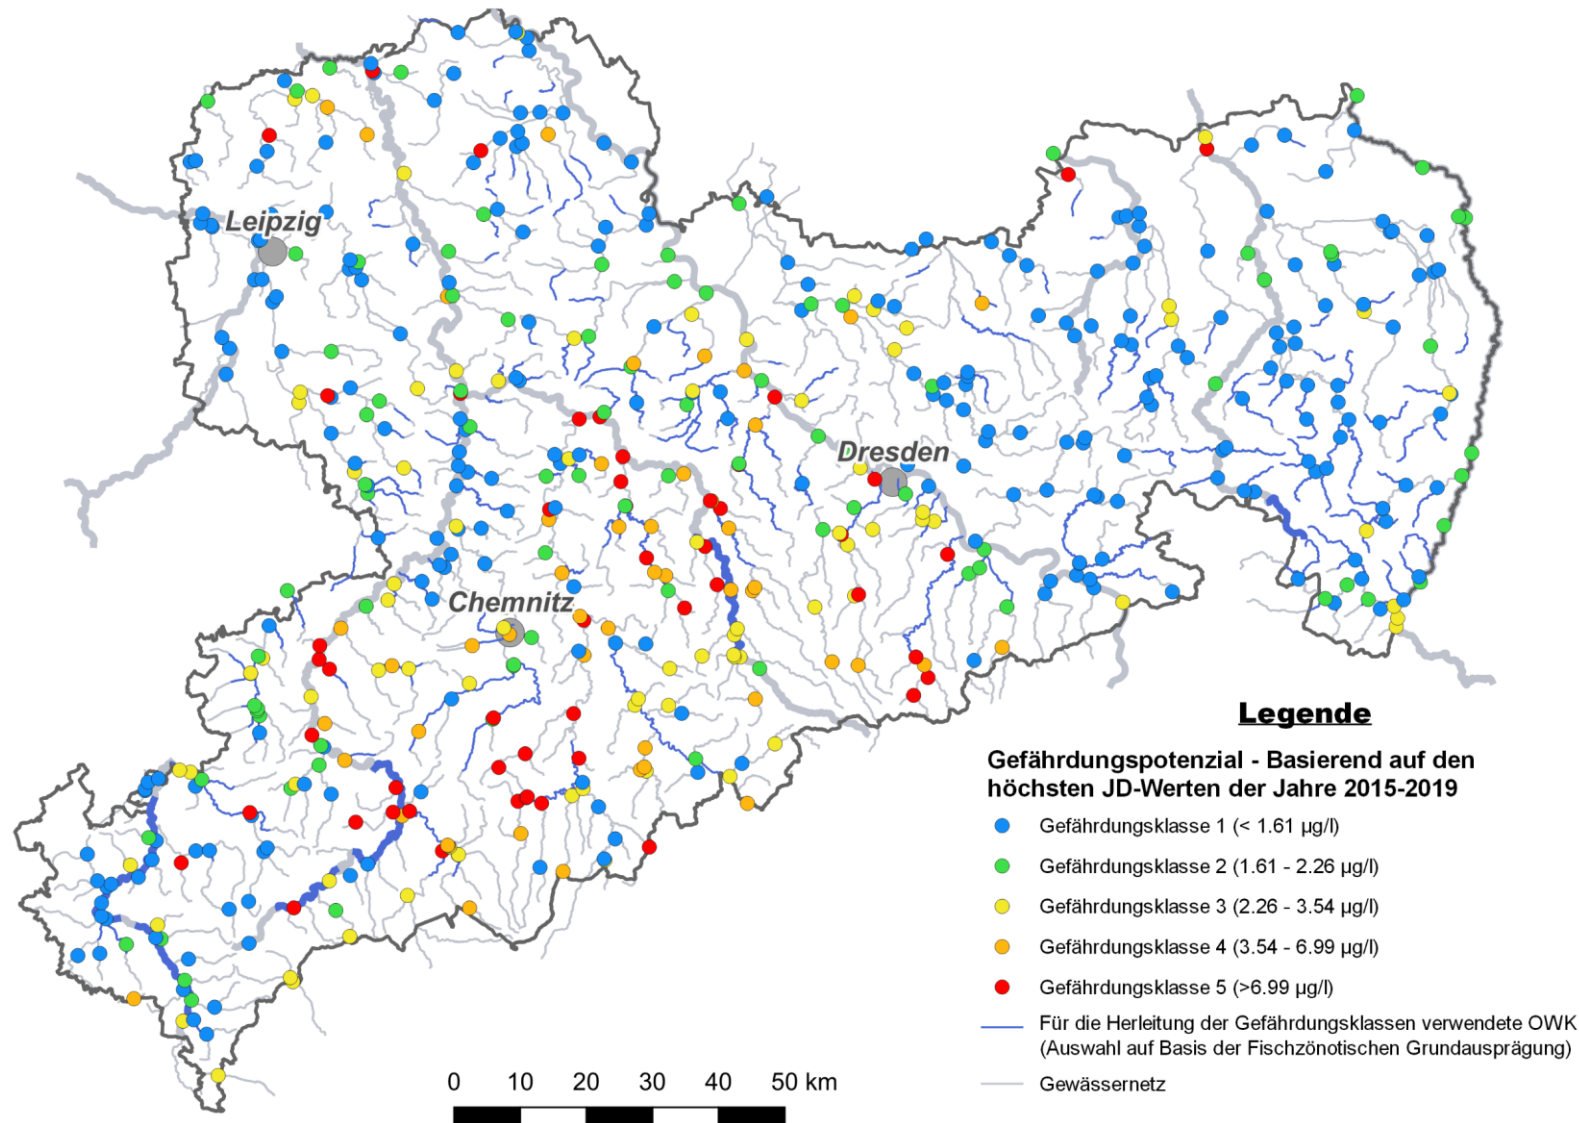 Leipzig
Dresden
Chemnitz
Legende
Gefährdungspotenzial - Basierend auf den
höchsten JD-Werten der Jahre 2015-2019
Gefährdungsklasse 1 (< 1.61 µg/l)
Gefährdungsklasse 2 (1.61 - 2.26 µg/l)
Gefährdungsklasse 3 (2.26 - 3.54 µg/l)
Gefährdungsklasse 4 (3.54 - 6.99 µg/l)
Gefährdungsklasse 5 (>6.99 µg/l)
Für die Herleitung der Gefährdungsklassen verwendete OWK
(Auswahl auf Basis der Fischzönotischen Grundausprägung)
Gewässernetz
0 10 20 30 40 50 km